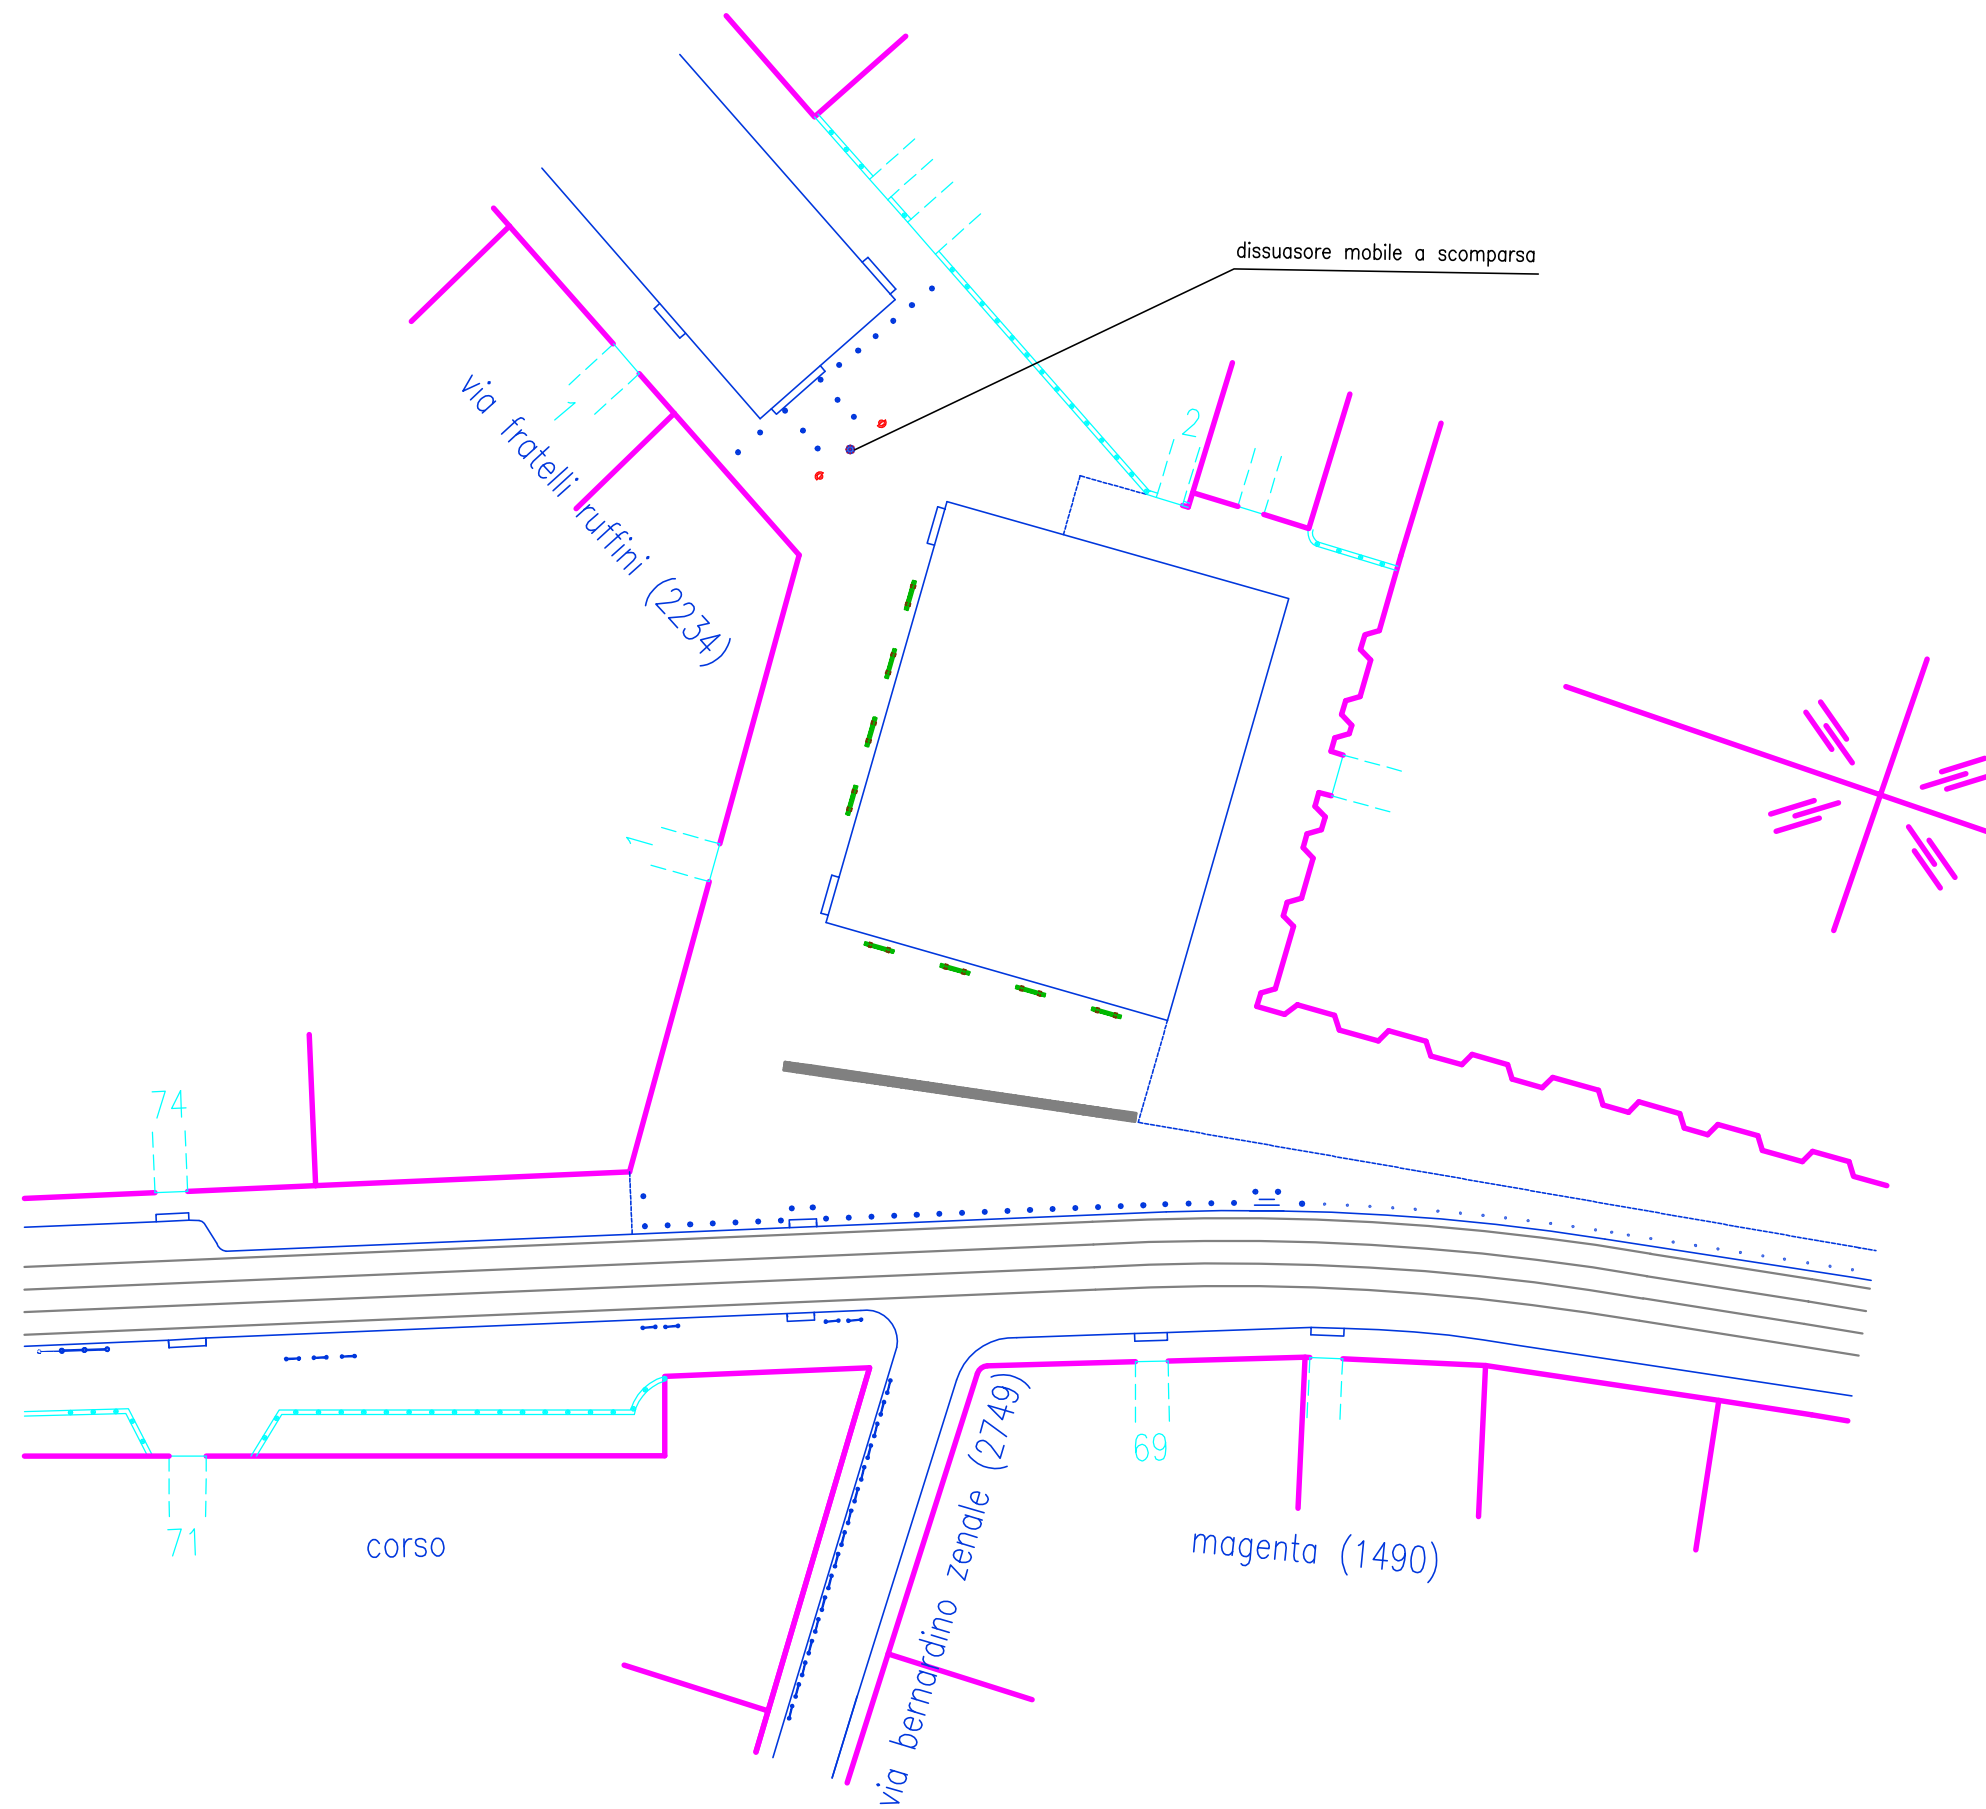 dissuasore mobile a scomparsa
2
1
via fratelli ruffini (2234)
1
74
69
71
corso
magenta (1490)
via bernardino zenale (2749)